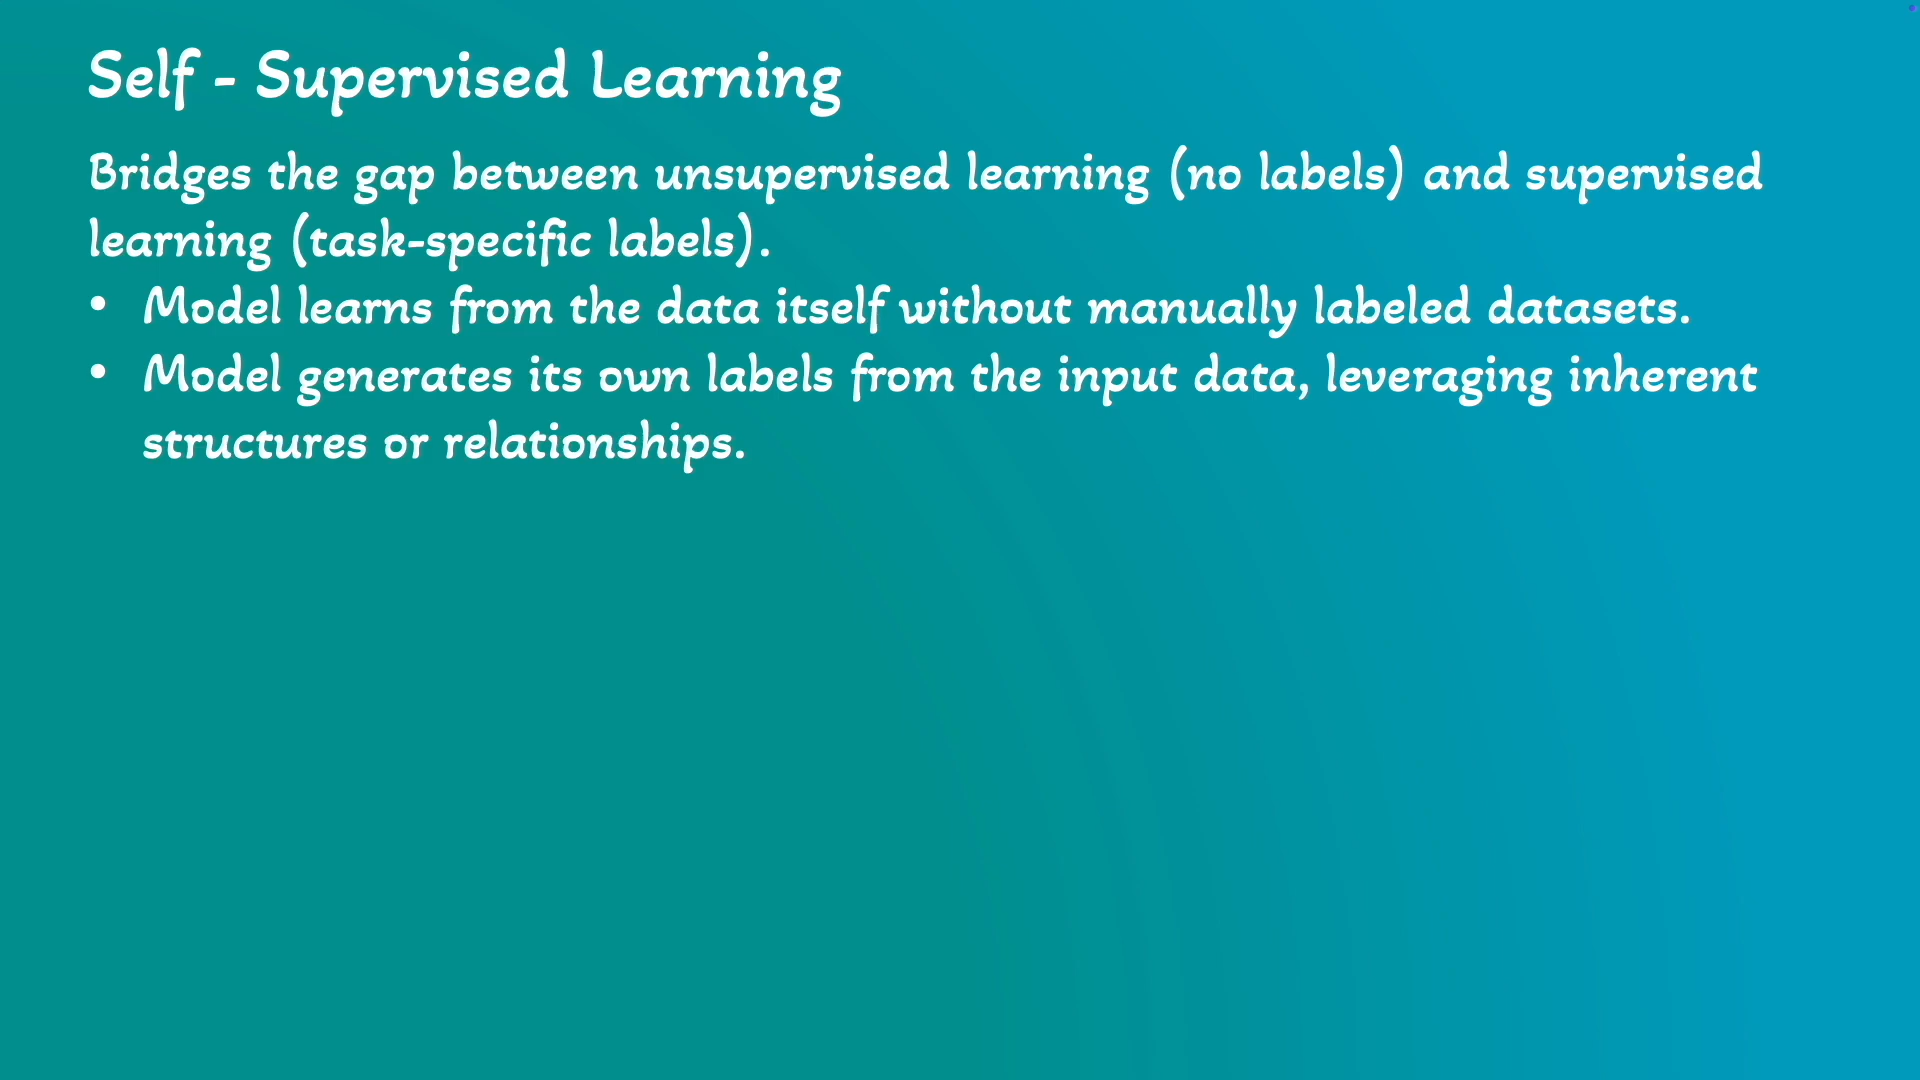 Self - Supervised Learning
Bridges the gap between unsupervised learning (no labels) and supervised
learning (task-specific labels).
• Model learns from the data itself without manually labeled datasets.
• Model generates its own labels from the input data, leveraging inherent
structures or relationships.